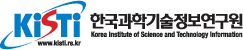 KiSTi
www.kisti.re.kr
한국과학기술정보연구원
Korea Institute of Science and Technology Information